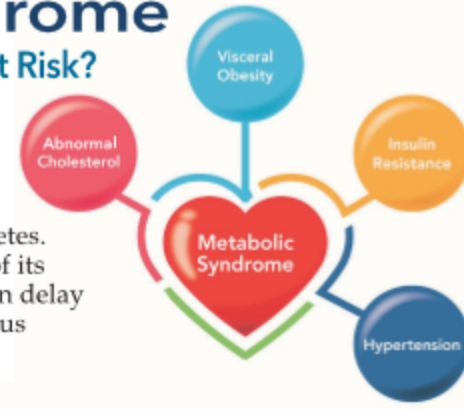 rome
t Risk?
Visceral
Obesity
Abnormal
Cholesterol
Insulin
Resistance
Metabolic
Syndrome
etes.
f its
n delay
us
Hypertension